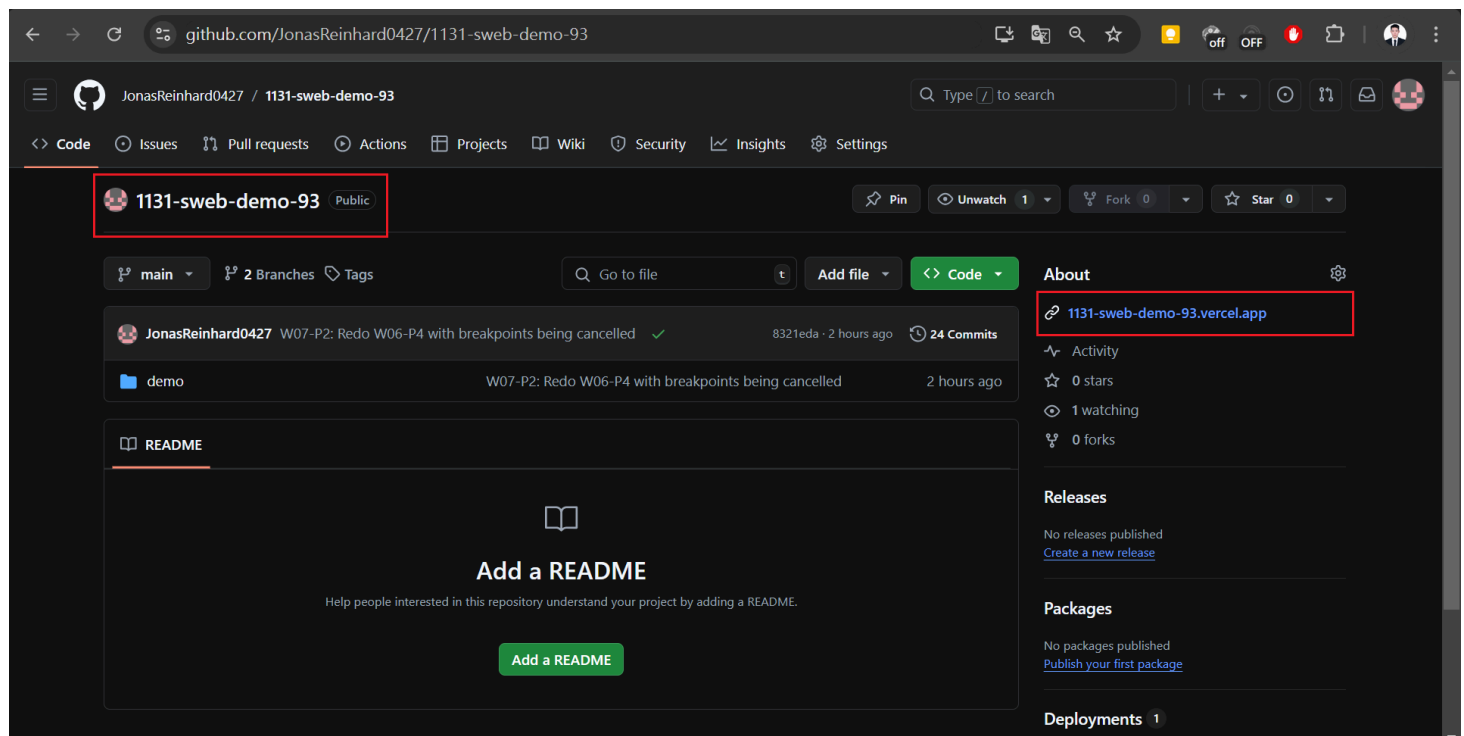 github.com/JonasReinhard0427/1131-sweb-demo-93
off OFF
JonasReinhard0427 / 1131-sweb-demo-93
Type / to search
Code Issues Pull requests Actions Projects Wiki Security Insights Settings
1131-sweb-demo-93 Public
Pin Unwatch 1 Fork 0 Star 0
main 2 Branches Tags Go to file t Add file Code
JonasReinhard0427 W07-P2: Redo W06-P4 with breakpoints being cancelled 8321eda · 2 hours ago 24 Commits
demo W07-P2: Redo W06-P4 with breakpoints being cancelled 2 hours ago
README
Add a README
Help people interested in this repository understand your project by adding a README.
Add a README
About
1131-sweb-demo-93.vercel.app
Activity
0 stars
1 watching
0 forks
Releases
No releases published
Create a new release
Packages
No packages published
Publish your first package
Deployments 1